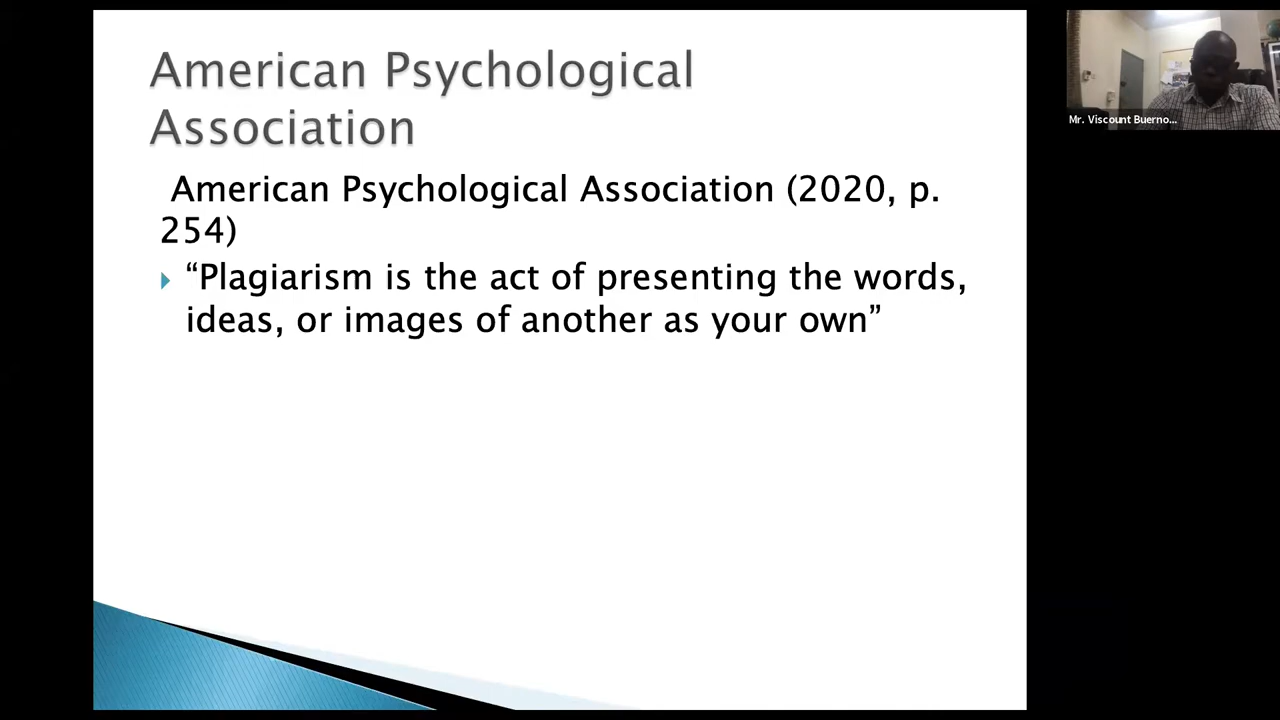 American Psychological
Association
American Psychological Association (2020, p.
254)
“Plagiarism is the act of presenting the words,
ideas, or images of another as your own”
Mr. Viscount Buerno...